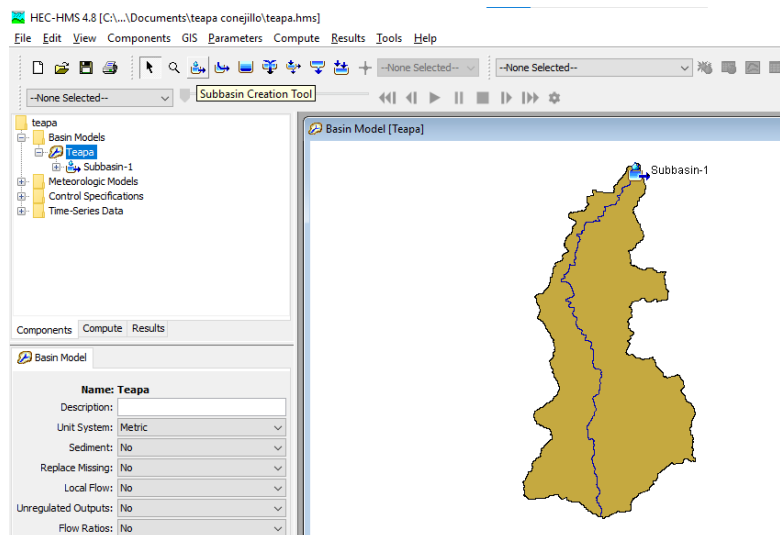 HEC-HMS 4.8 [C:\...\Documents\teapa conejillo\teapa.hms]
File Edit View Components GIS Parameters Compute Results Tools Help
--None Selected-- --None Selected--
--None Selected-- Subbasin Creation Tool
teapa
Basin Models
Teapa
Subbasin-1
Meteorologic Models
Control Specifications
Time-Series Data
Components Compute Results
Basin Model
Name: Teapa
Description:
Unit System: Metric
Sediment: No
Replace Missing: No
Local Flow: No
Unregulated Outputs: No
Flow Ratios: No
Basin Model [Teapa]
Subbasin-1